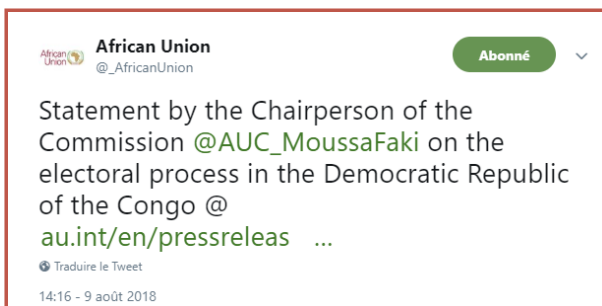 African Union
African Union
@_AfricanUnion
Abonné
Statement by the Chairperson of the
Commission @AUC_MoussaFaki on the
electoral process in the Democratic Republic
of the Congo @
au.int/en/pressreleas ...
Traduire le Tweet
14:16 - 9 août 2018